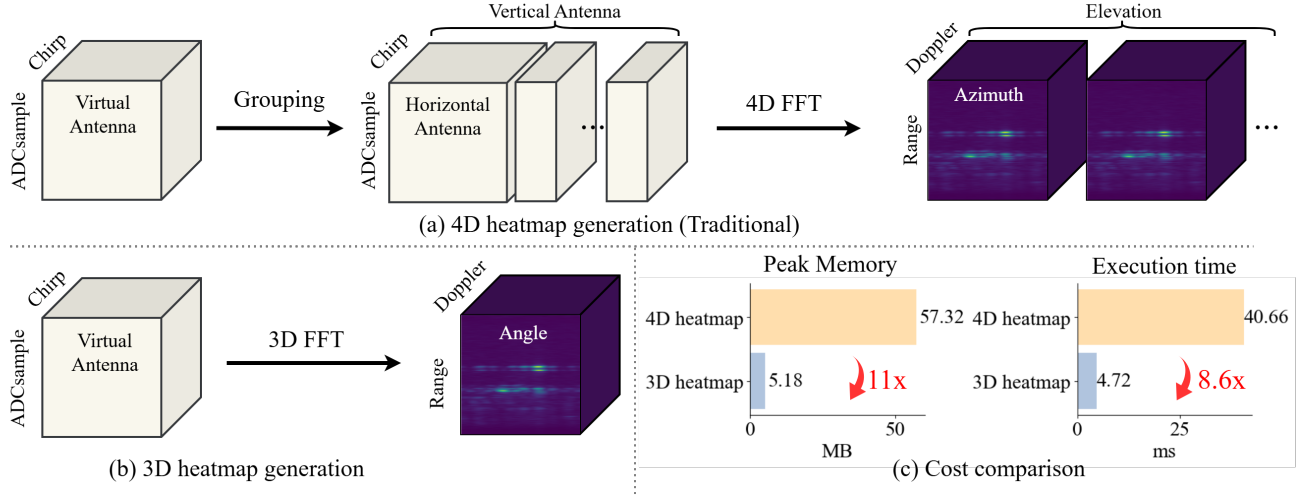 Vertical Antenna
Elevation
Chirp
Chirp
Doppler
ADCsample
Virtual
Antenna
Grouping
ADCsample
Horizontal
Antenna
...
4D FFT
Range
Azimuth
...
(a) 4D heatmap generation (Traditional)
Chirp
ADCsample
Virtual
Antenna
3D FFT
Doppler
Range
Angle
(b) 3D heatmap generation
Peak Memory
4D heatmap
57.32
3D heatmap
5.18
11x
0
50
MB
Execution time
4D heatmap
40.66
3D heatmap
4.72
8.6x
0
25
ms
(c) Cost comparison